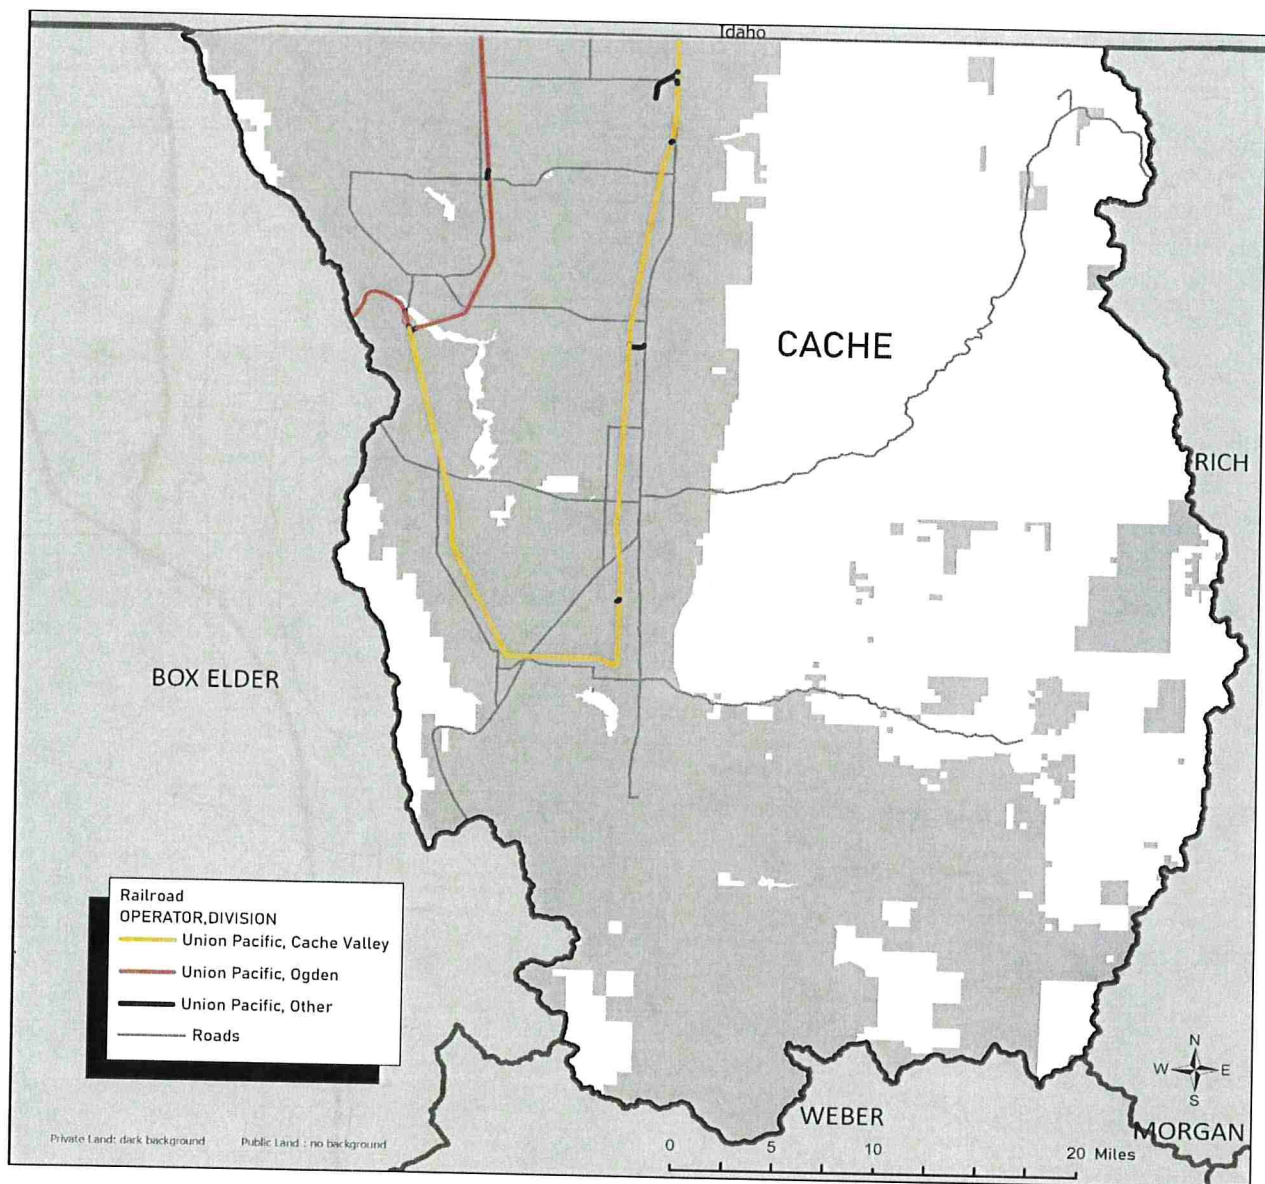 Idaho
CACHE
RICH
BOX ELDER
Railroad
OPERATOR,DIVISION
Union Pacific, Cache Valley
Union Pacific, Ogden
Union Pacific, Other
Roads
N
W E
S
WEBER
MORGAN
Private Land: dark background Public Land : no background
0 5 10 20 Miles